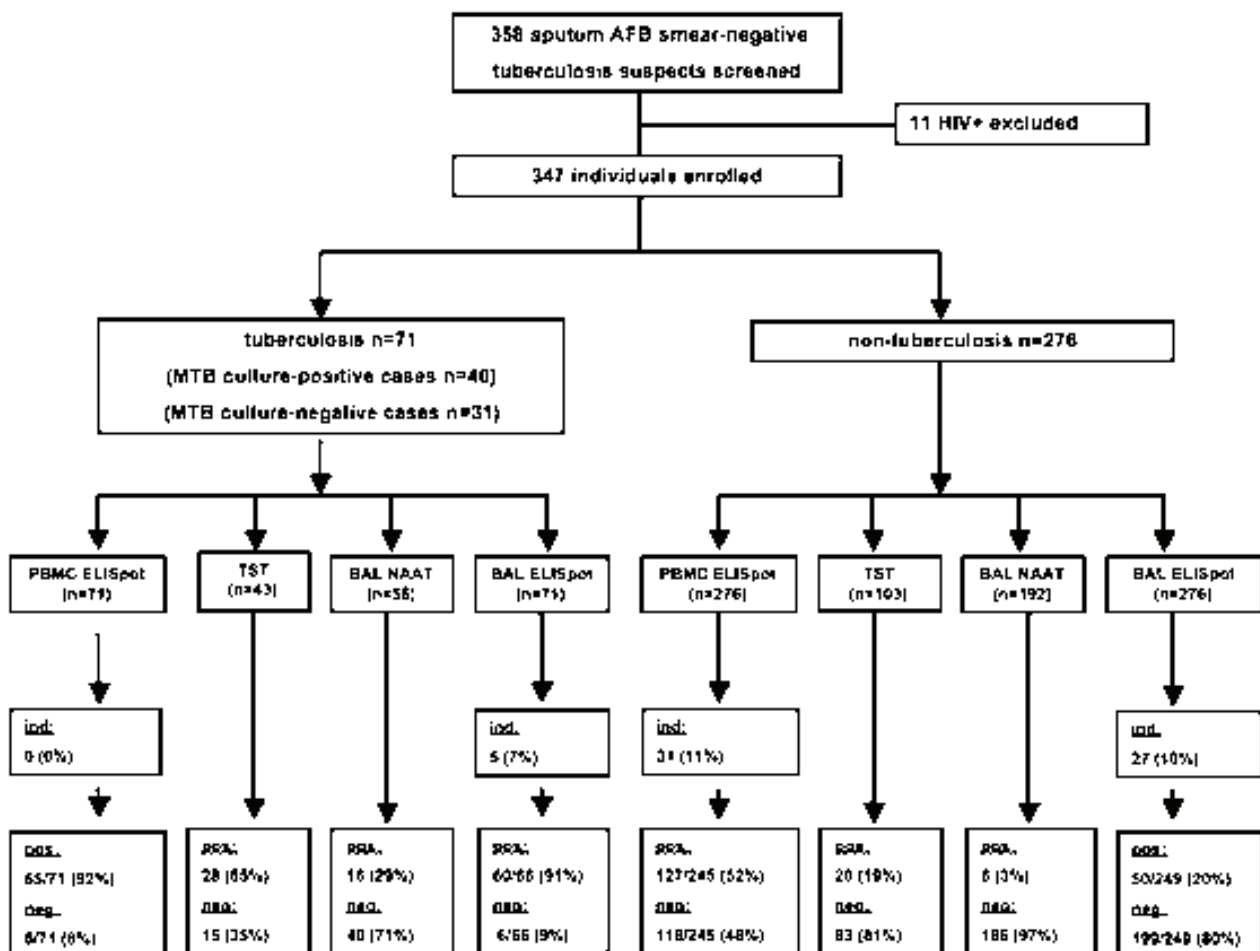 358 sputum AFB smear-negative
tuberculosis suspects screened
11 HIV+ excluded
347 individuals enrolled
tuberculosis n=71
(MTB culture-positive cases n=40)
(MTB culture-negative cases n=31)
non-tuberculosis n=276
PBMC ELISpot
(n=71)
TST
(n=43)
BAL NAAT
(n=56)
BAL ELISpot
(n=71)
PBMC ELISpot
(n=276)
TST
(n=103)
BAL NAAT
(n=192)
BAL ELISpot
(n=276)
ind:
0 (0%)
ind:
5 (7%)
ind:
31 (11%)
ind.
27 (10%)
pos.
65/71 (92%)
neg.
6/71 (8%)
pos.
28 (65%)
neg:
15 (35%)
pos.
16 (29%)
neg.
40 (71%)
pos.
60/66 (91%)
neg:
6/66 (9%)
pos.
127/245 (52%)
neg:
118/245 (48%)
pos.
20 (19%)
neg.
83 (81%)
pos.
6 (3%)
neg:
186 (97%)
pos:
50/249 (20%)
neg.
199/249 (80%)